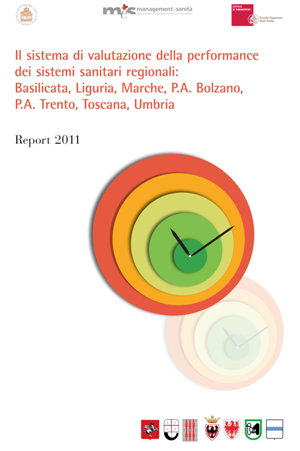 management e sanità
Il sistema di valutazione della performance
dei sistemi sanitari regionali:
Basilicata, Liguria, Marche, P.A. Bolzano,
P.A. Trento, Toscana, Umbria
Report 2011